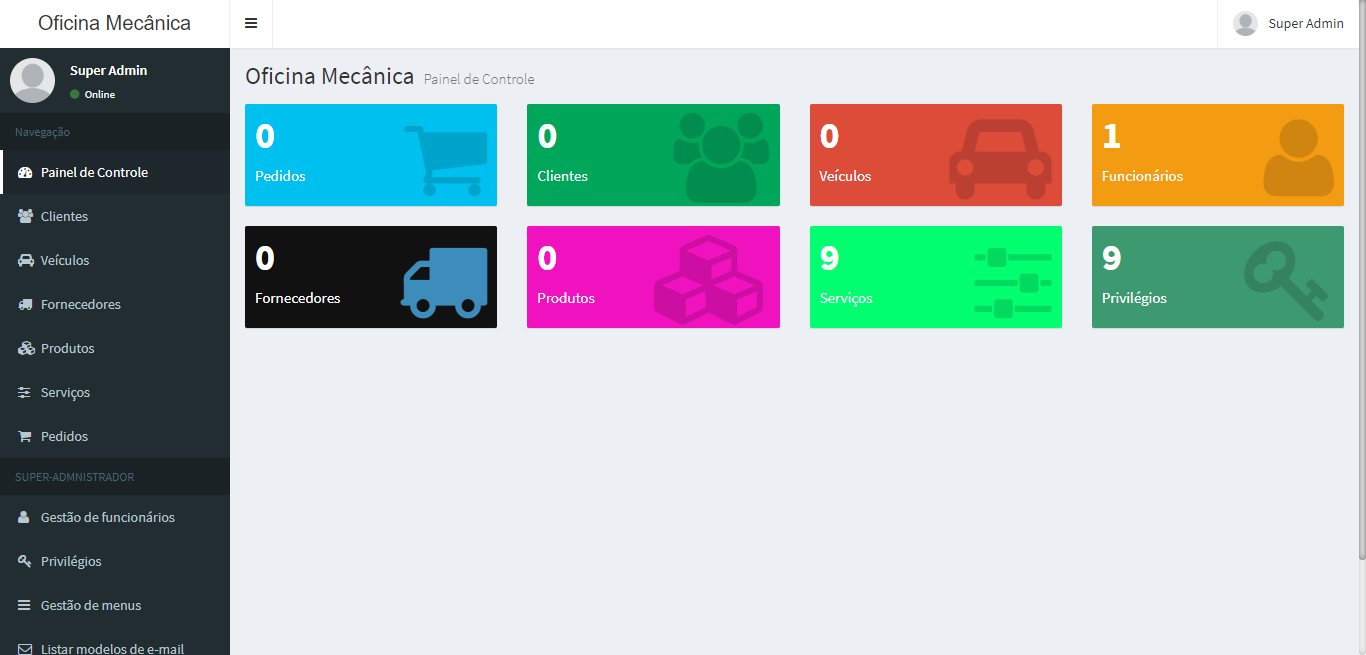 Oficina Mecânica
Super Admin
Super Admin
Online
Navegação
Painel de Controle
Clientes
Veículos
Fornecedores
Produtos
Serviços
Pedidos
SUPER-ADMNISTRADOR
Gestão de funcionários
Privilégios
Gestão de menus
Listar modelos de e-mail
Oficina Mecânica Painel de Controle
0
Pedidos
0
Clientes
0
Veículos
1
Funcionários
0
Fornecedores
0
Produtos
9
Serviços
9
Privilégios